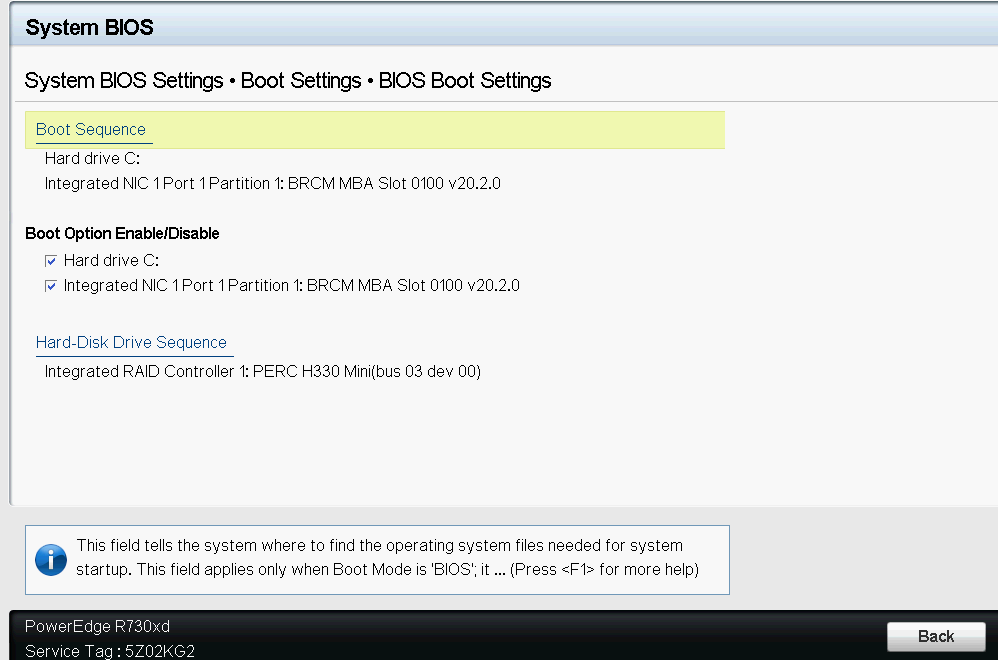 System BIOS
System BIOS Settings • Boot Settings • BIOS Boot Settings
Boot Sequence
Hard drive C:
Integrated NIC 1 Port 1 Partition 1: BRCM MBA Slot 0100 v20.2.0
Boot Option Enable/Disable
Hard drive C:
Integrated NIC 1 Port 1 Partition 1: BRCM MBA Slot 0100 v20.2.0
Hard-Disk Drive Sequence
Integrated RAID Controller 1: PERC H330 Mini(bus 03 dev 00)
This field tells the system where to find the operating system files needed for system
startup. This field applies only when Boot Mode is 'BIOS'; it ... (Press <F1> for more help)
PowerEdge R730xd
Service Tag : 5Z02KG2
Back